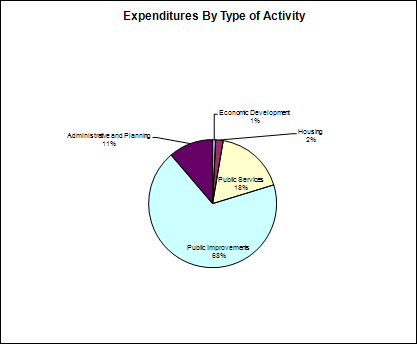 Expenditures By Type of Activity
Economic Development
1%
Housing
2%
Administrative and Planning
11%
Public Services
18%
Public Improvements
68%